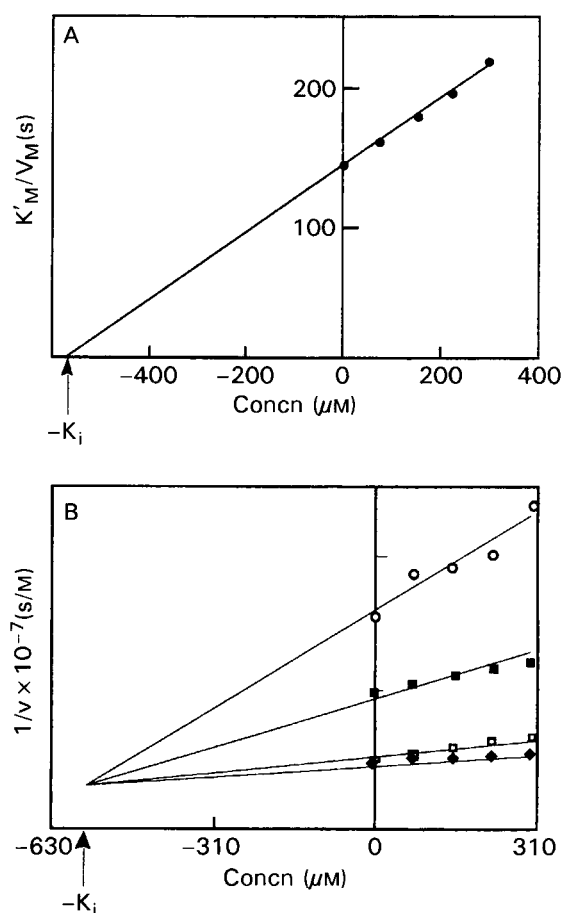 A
K'M/VM(s)
200
100
−400
−200
0
200
400
Concn (μM)
−Ki
B
1/v × 10−7(s/M)
−630
−310
0
310
Concn (μM)
−Ki